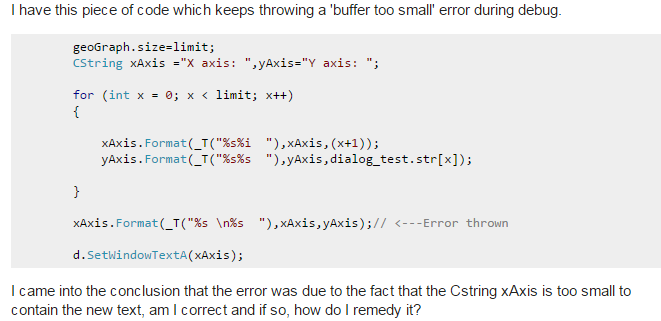 I have this piece of code which keeps throwing a 'buffer too small' error during debug.
geoGraph.size=limit;
CString xAxis ="X axis: ",yAxis="Y axis: ";
for (int x = 0; x < limit; x++)
{
xAxis.Format(_T("%s%i "),xAxis,(x+1));
yAxis.Format(_T("%s%s "),yAxis,dialog_test.str[x]);
}
xAxis.Format(_T("%s \n%s "),xAxis,yAxis);// <---Error thrown
d.SetWindowTextA(xAxis);
I came into the conclusion that the error was due to the fact that the Cstring xAxis is too small to
contain the new text, am I correct and if so, how do I remedy it?